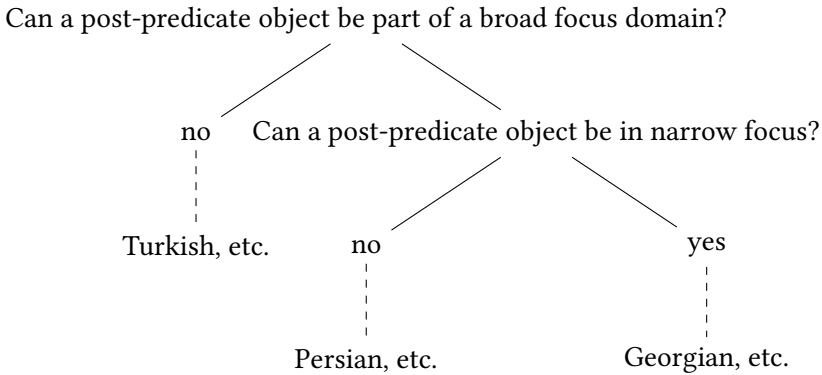 Can a post-predicate object be part of a broad focus domain?
no
Can a post-predicate object be in narrow focus?
Turkish, etc.
no
yes
Persian, etc.
Georgian, etc.